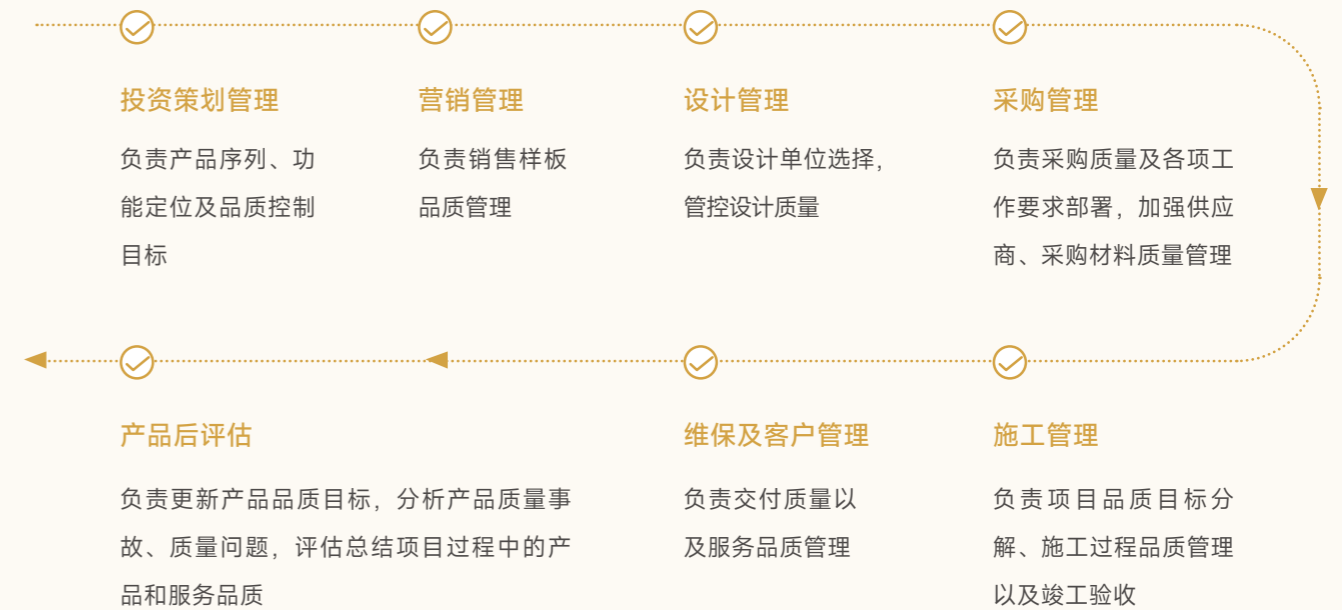 投资策划管理
负责产品序列、功
能定位及品质控制
目标
营销管理
负责销售样板
品质管理
设计管理
负责设计单位选择，
管控设计质量
采购管理
负责采购质量及各项工
作要求部署，加强供应
商、采购材料质量管理
产品后评估
负责更新产品品质目标，分析产品质量事
故、质量问题，评估总结项目过程中的产
品和服务品质
维保及客户管理
负责交付质量以
及服务品质管理
施工管理
负责项目品质目标分
解、施工过程品质管理
以及竣工验收